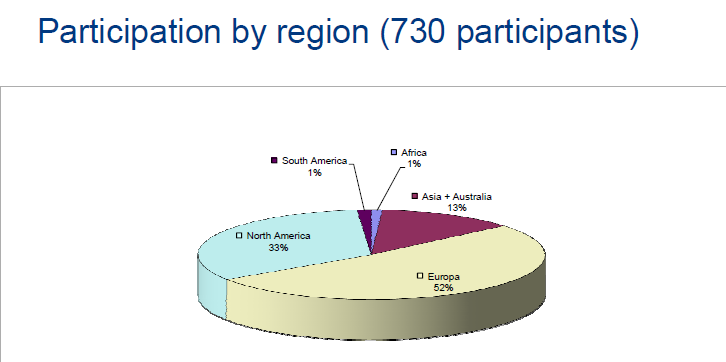 Participation by region (730 participants)
South America
1%
Africa
1%
Asia + Australia
13%
North America
33%
Europa
52%